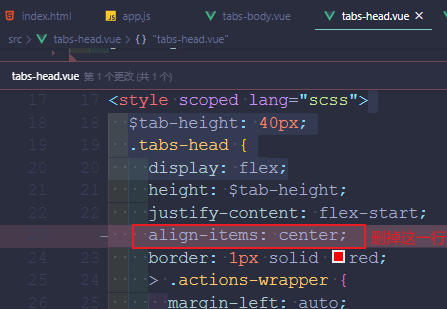 index.html app.js tabs-body.vue tabs-head.vue ×
src > tabs-head.vue > {} "tabs-head.vue"
tabs-head.vue 第 1 个更改 (共 1 个)
17 17 <style scoped lang="scss">
18 18 $tab-height: 40px;
19 19 .tabs-head {
20 20 display: flex;
21 21 height: $tab-height;
22 22 justify-content: flex-start;
23 − align-items: center; 删掉这一行
24 23 border: 1px solid red;
25 24 > .actions-wrapper {
26 25 margin-left: auto;